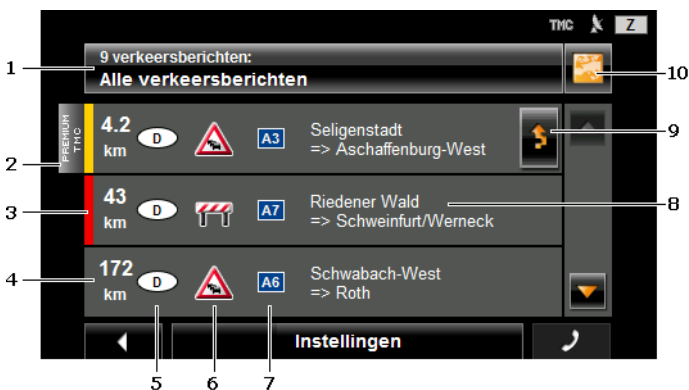 TMC Z
1
9 verkeersberichten:
Alle verkeersberichten
10
2
PREMIUM
TMC
4.2
km
D
A3
Seligenstadt
=> Aschaffenburg-West
9
3
43
km
D
A7
Riedener Wald
=> Schweinfurt/Werneck
8
4
172
km
D
A6
Schwabach-West
=> Roth
Instellingen
5 6 7